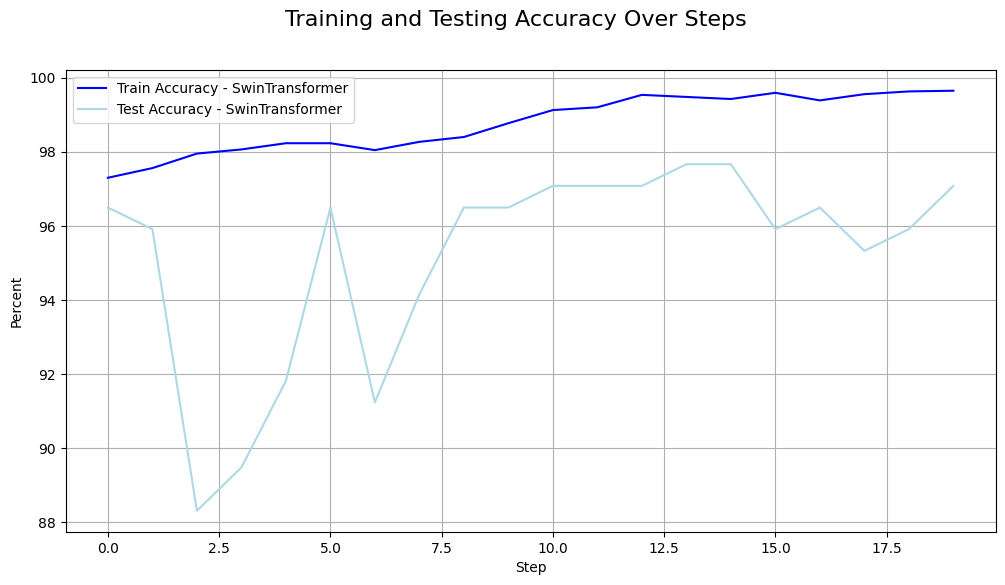 Training and Testing Accuracy Over Steps
Train Accuracy - SwinTransformer
Test Accuracy - SwinTransformer
Percent
100
98
96
94
92
90
88
0.0 2.5 5.0 7.5 10.0 12.5 15.0 17.5
Step